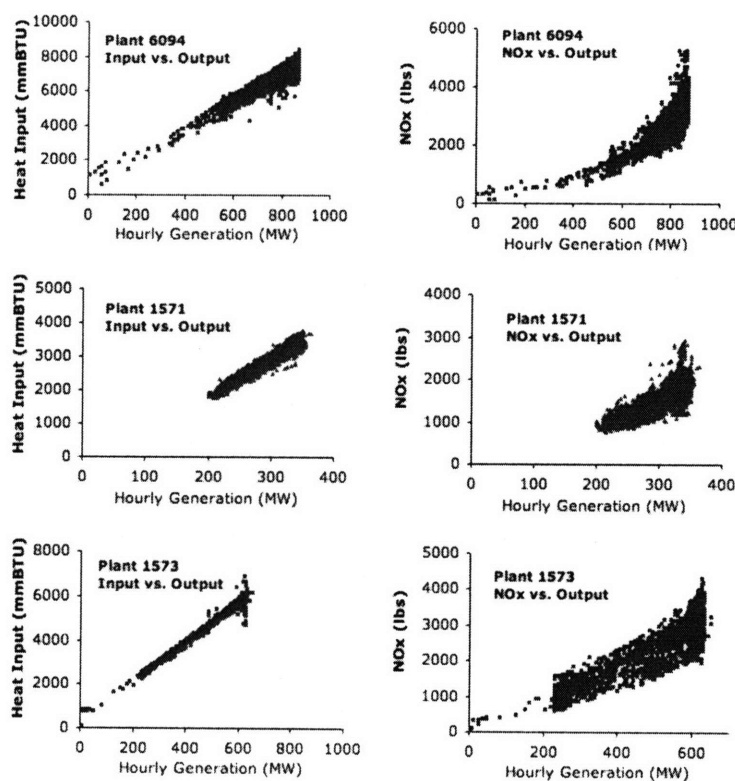 Plant 6094
Input vs. Output
Heat Input (mmBTU)
10000
8000
6000
4000
2000
0
0 200 400 600 800 1000
Hourly Generation (MW)
Plant 6094
NOx vs. Output
NOx (lbs)
6000
4000
2000
0
0 200 400 600 800 1000
Hourly Generation (MW)
Plant 1571
Input vs. Output
Heat Input (mmBTU)
5000
4000
3000
2000
1000
0
0 100 200 300 400
Hourly Generation (MW)
Plant 1571
NOx vs. Output
NOx (lbs)
4000
3000
2000
1000
0
0 100 200 300 400
Hourly Generation (MW)
Plant 1573
Input vs. Output
Heat Input (mmBTU)
8000
6000
4000
2000
0
0 200 400 600 800 1000
Hourly Generation (MW)
Plant 1573
NOx vs. Output
NOx (lbs)
5000
4000
3000
2000
1000
0
0 200 400 600
Hourly Generation (MW)